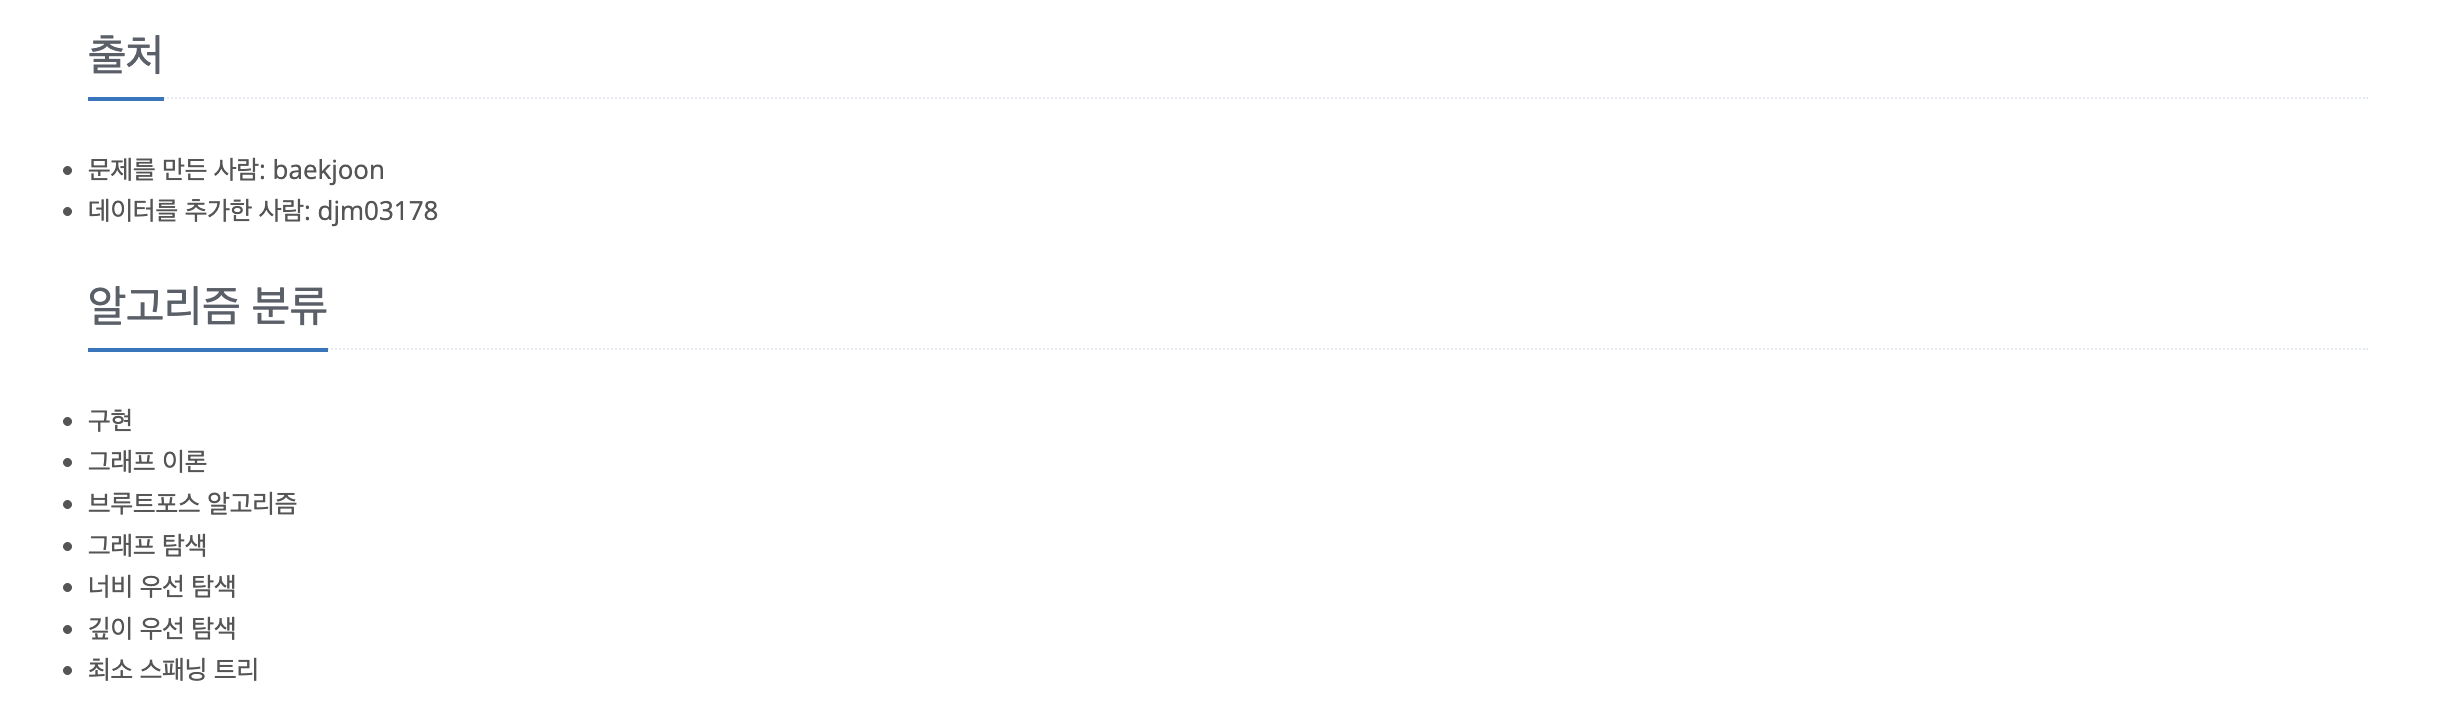 출처
문제를 만든 사람: baekjoon
데이터를 추가한 사람: djm03178
알고리즘 분류
구현
그래프 이론
브루트포스 알고리즘
그래프 탐색
너비 우선 탐색
깊이 우선 탐색
최소 스패닝 트리